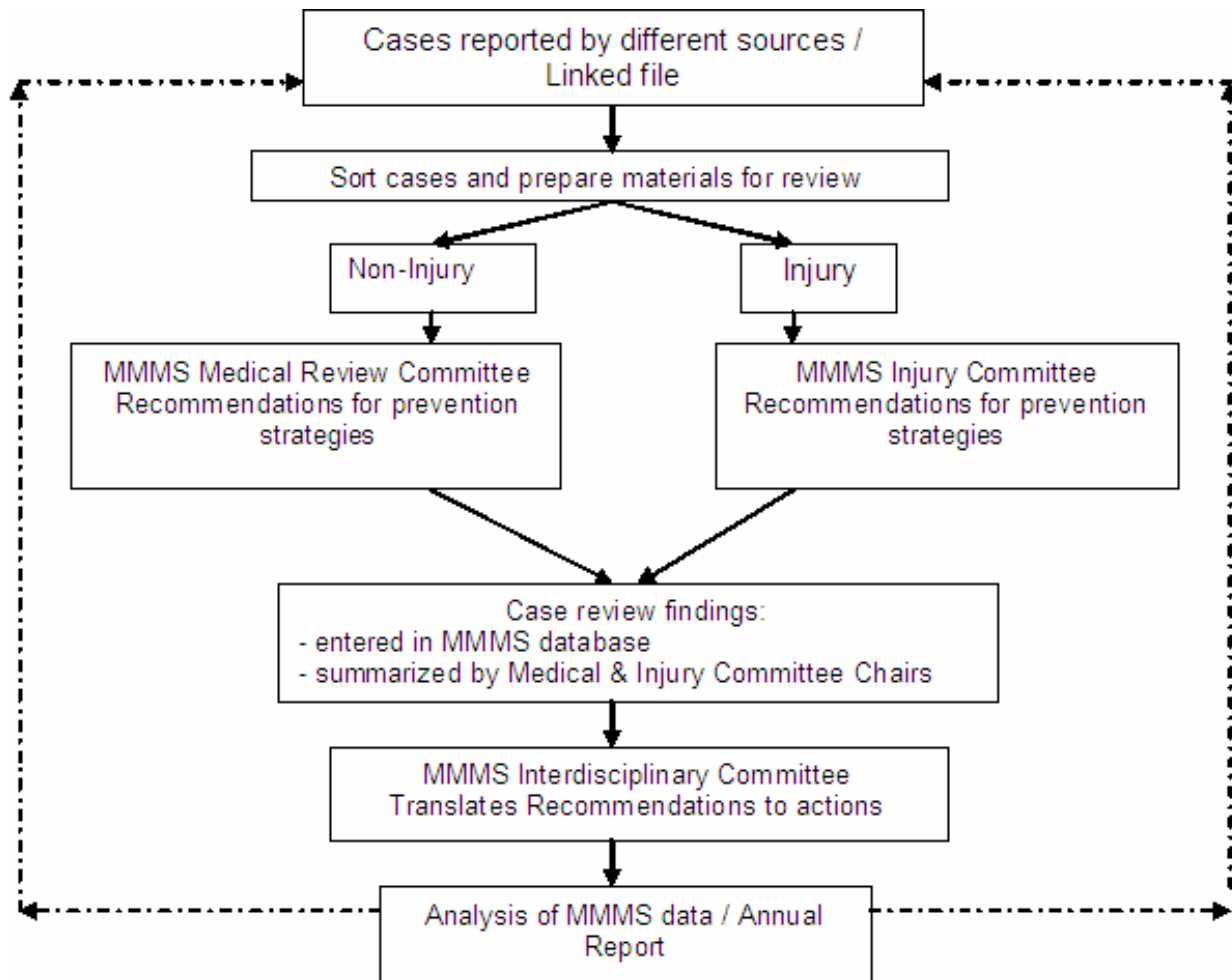 Cases reported by different sources /
Linked file
Sort cases and prepare materials for review
Non-Injury
Injury
MMMS Medical Review Committee
Recommendations for prevention
strategies
MMMS Injury Committee
Recommendations for prevention
strategies
Case review findings:
- entered in MMMS database
- summarized by Medical & Injury Committee Chairs
MMMS Interdisciplinary Committee
Translates Recommendations to actions
Analysis of MMMS data / Annual
Report